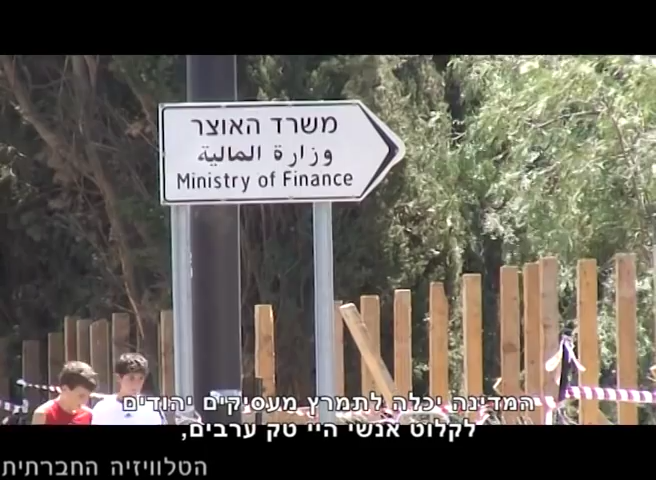 משרד האוצר
وزارة المالية
Ministry of Finance
המדינה יכלה לתמרץ מעסיקים יהודים
לקלוט אנשי היי טק ערבים,
הטלוויזיה החברתית